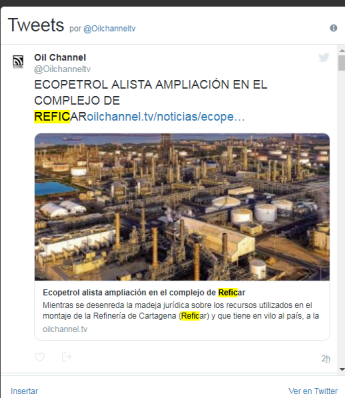 Tweets por @Oilchanneltv
Oil Channel
@Oilchanneltv
ECOPETROL ALISTA AMPLIACIÓN EN EL
COMPLEJO DE
REFICARoilchannel.tv/noticias/ecope…
Ecopetrol alista ampliación en el complejo de Reficar
Mientras se desenreda la madeja jurídica sobre los recursos utilizados en el
montaje de la Refinería de Cartagena (Reficar) y que tiene en vilo al país, a la
oilchannel.tv
2h
Insertar
Ver en Twitter